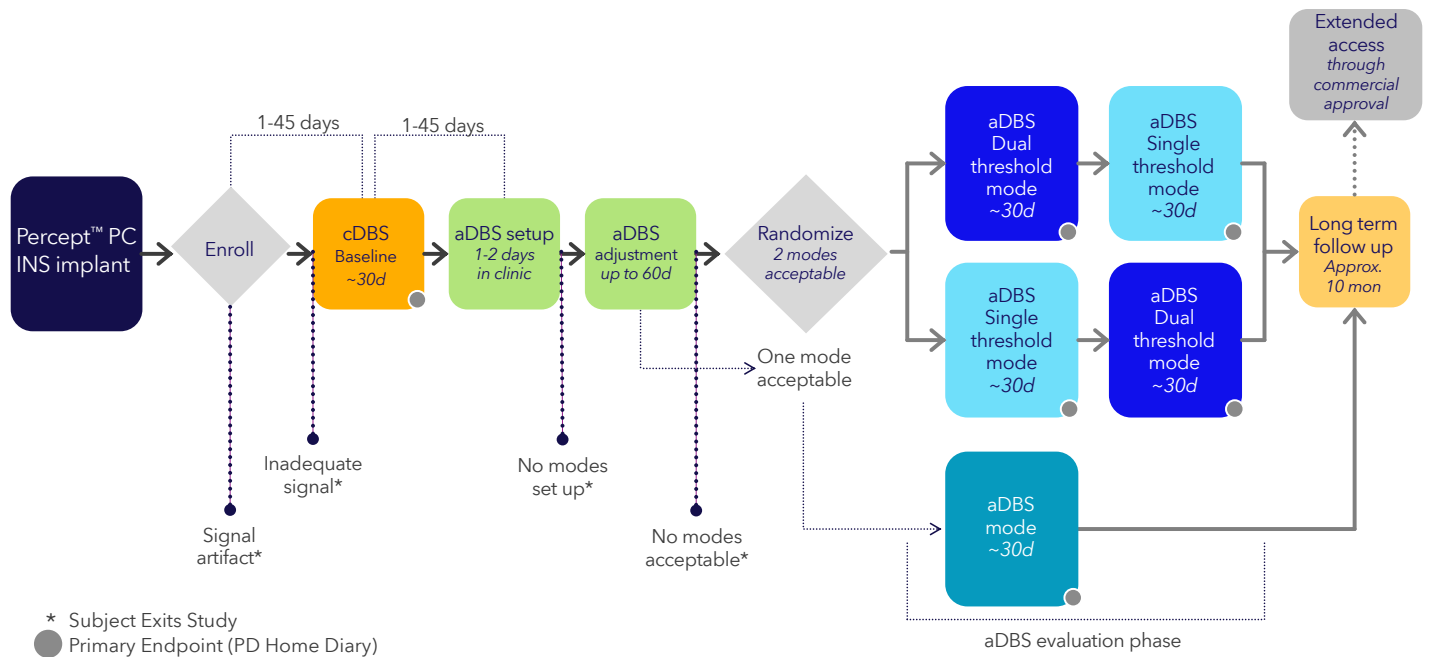 Percept™ PC
INS implant
1-45 days
Enroll
1-45 days
cDBS
Baseline
~30d
aDBS setup
1-2 days
in clinic
aDBS
adjustment
up to 60d
Randomize
2 modes
acceptable
One mode
acceptable
Signal
artifact*
Inadequate
signal*
No modes
set up*
No modes
acceptable*
aDBS
Dual
threshold
mode
~30d
aDBS
Single
threshold
mode
~30d
aDBS
Single
threshold
mode
~30d
aDBS
Dual
threshold
mode
~30d
aDBS
mode
~30d
aDBS evaluation phase
Long term
follow up
Approx.
10 mon
Extended
access
through
commercial
approval
* Subject Exits Study
Primary Endpoint (PD Home Diary)